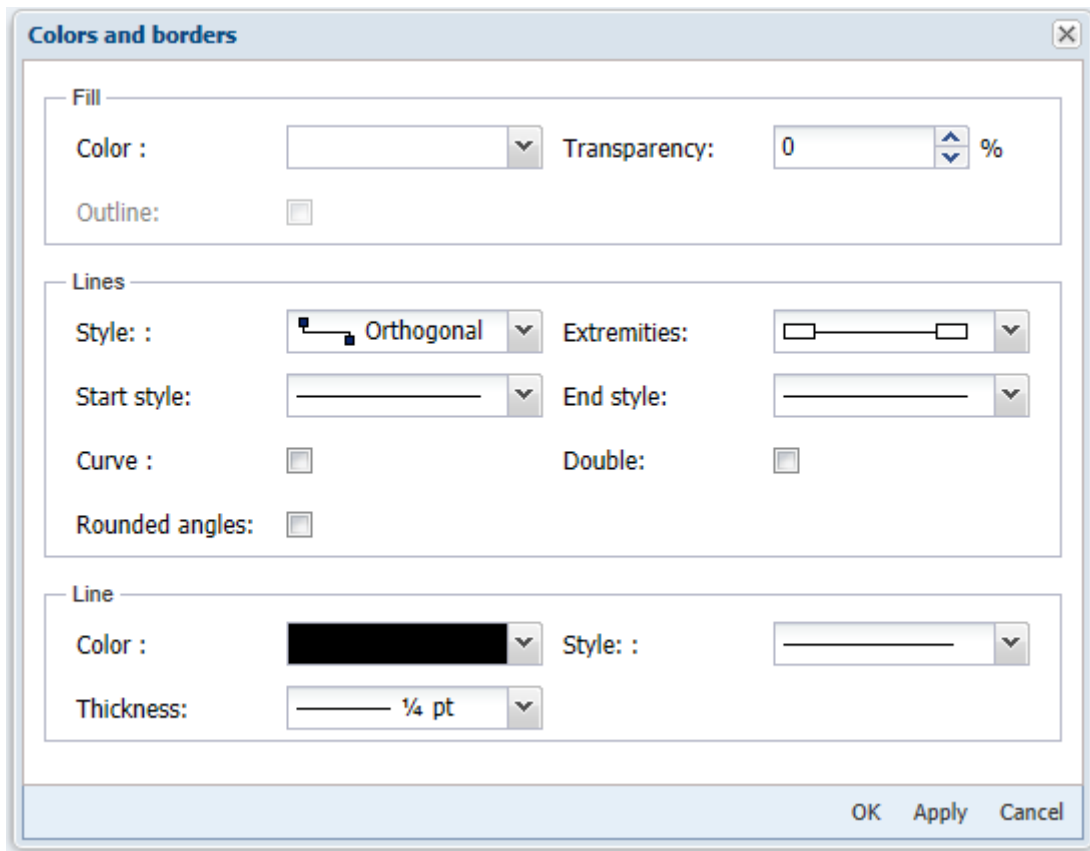 Colors and borders
Fill
Color :
Transparency: 0 %
Outline:
Lines
Style: : Orthogonal
Extremities:
Start style:
End style:
Curve :
Double:
Rounded angles:
Line
Color :
Style: :
Thickness: ¼ pt
OK Apply Cancel